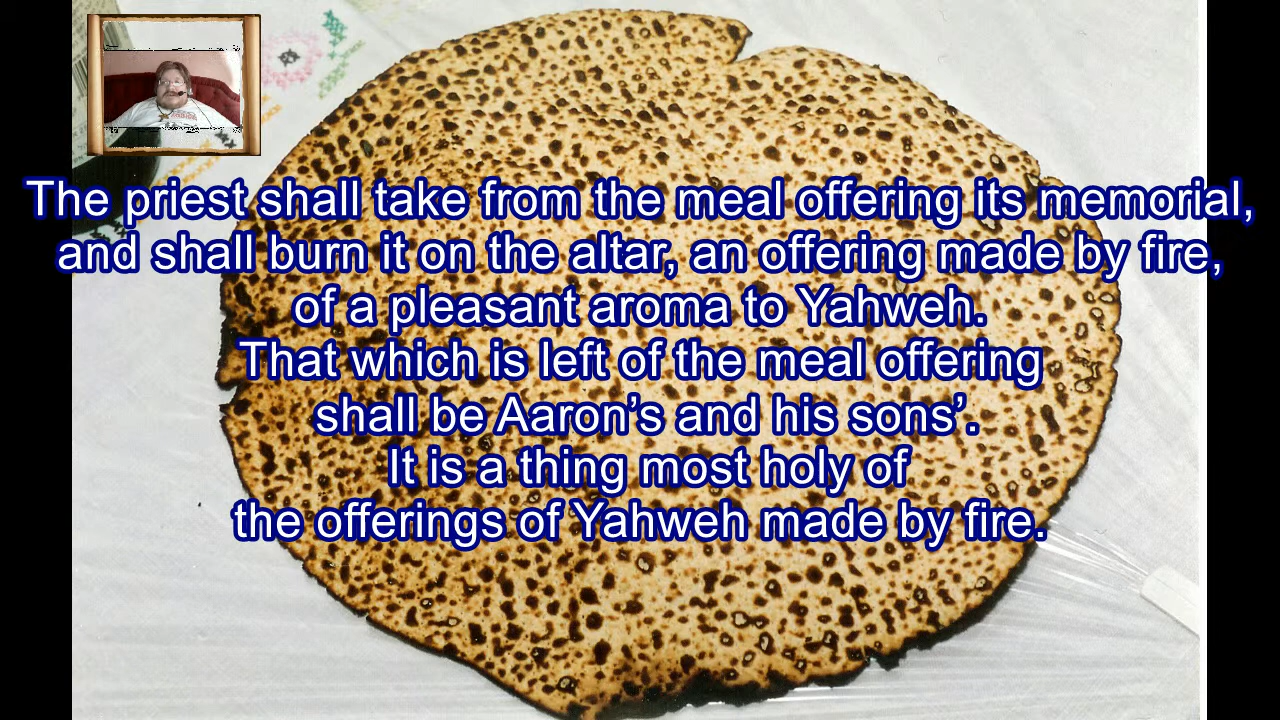 The priest shall take from the meal offering its memorial,
and shall burn it on the altar, an offering made by fire,
of a pleasant aroma to Yahweh.
That which is left of the meal offering
shall be Aaron’s and his sons’.
It is a thing most holy of
the offerings of Yahweh made by fire.